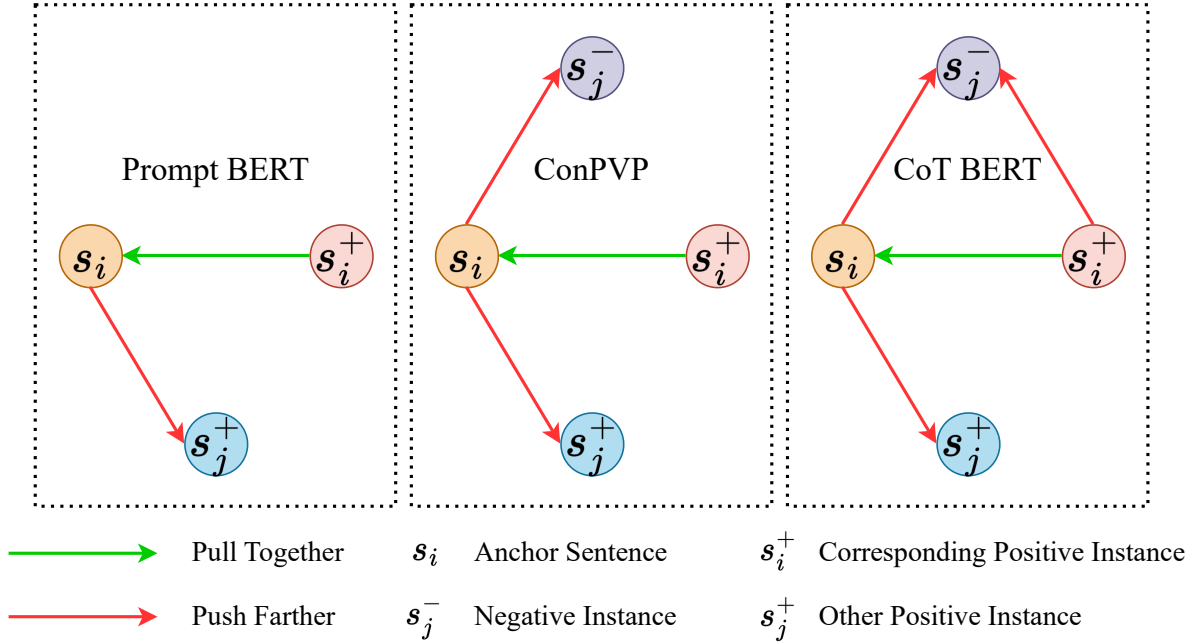 s_j^- s_j^-
Prompt BERT ConPVP CoT BERT
s_i s_i^+ s_i s_i^+ s_i s_i^+
s_j^+ s_j^+ s_j^+
Pull Together s_i Anchor Sentence s_i^+ Corresponding Positive Instance
Push Farther s_j^- Negative Instance s_j^+ Other Positive Instance